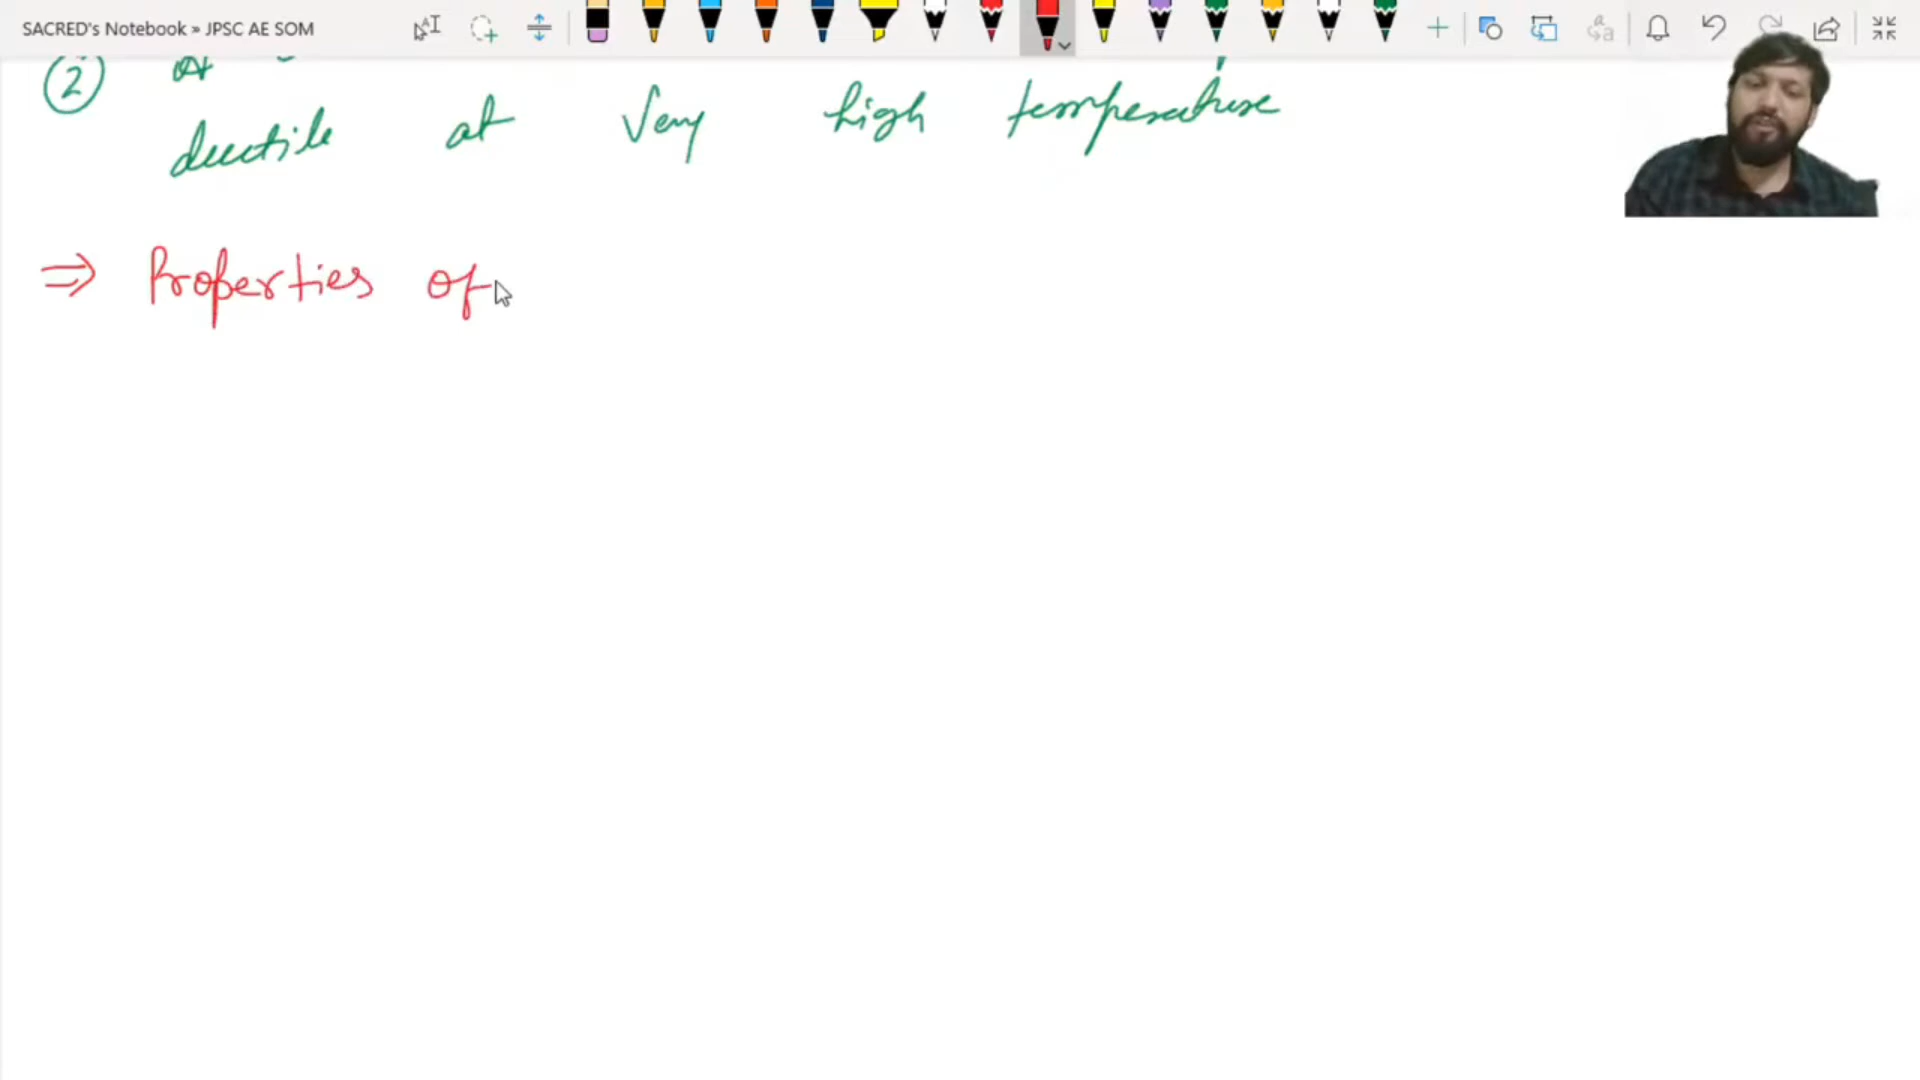 SACRED's Notebook » JPSC AE SOM
②
ductile at very high temperature
⇒ Properties of